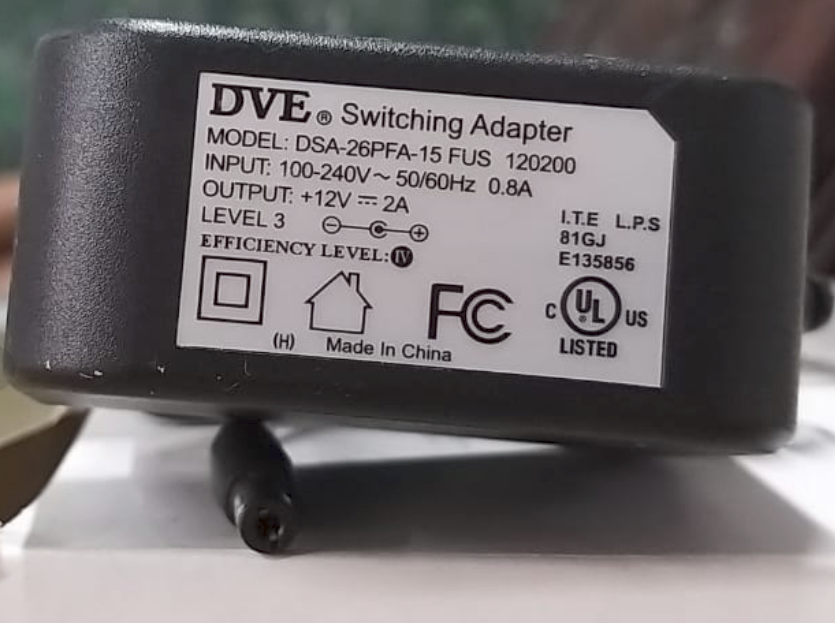 DVE® Switching Adapter
MODEL: DSA-26PFA-15 FUS 120200
INPUT: 100-240V~ 50/60Hz 0.8A
OUTPUT: +12V ⎓ 2A
LEVEL 3
EFFICIENCY LEVEL: IV
I.T.E L.P.S
81GJ
E135856
FC
C UL US
LISTED
(H) Made In China